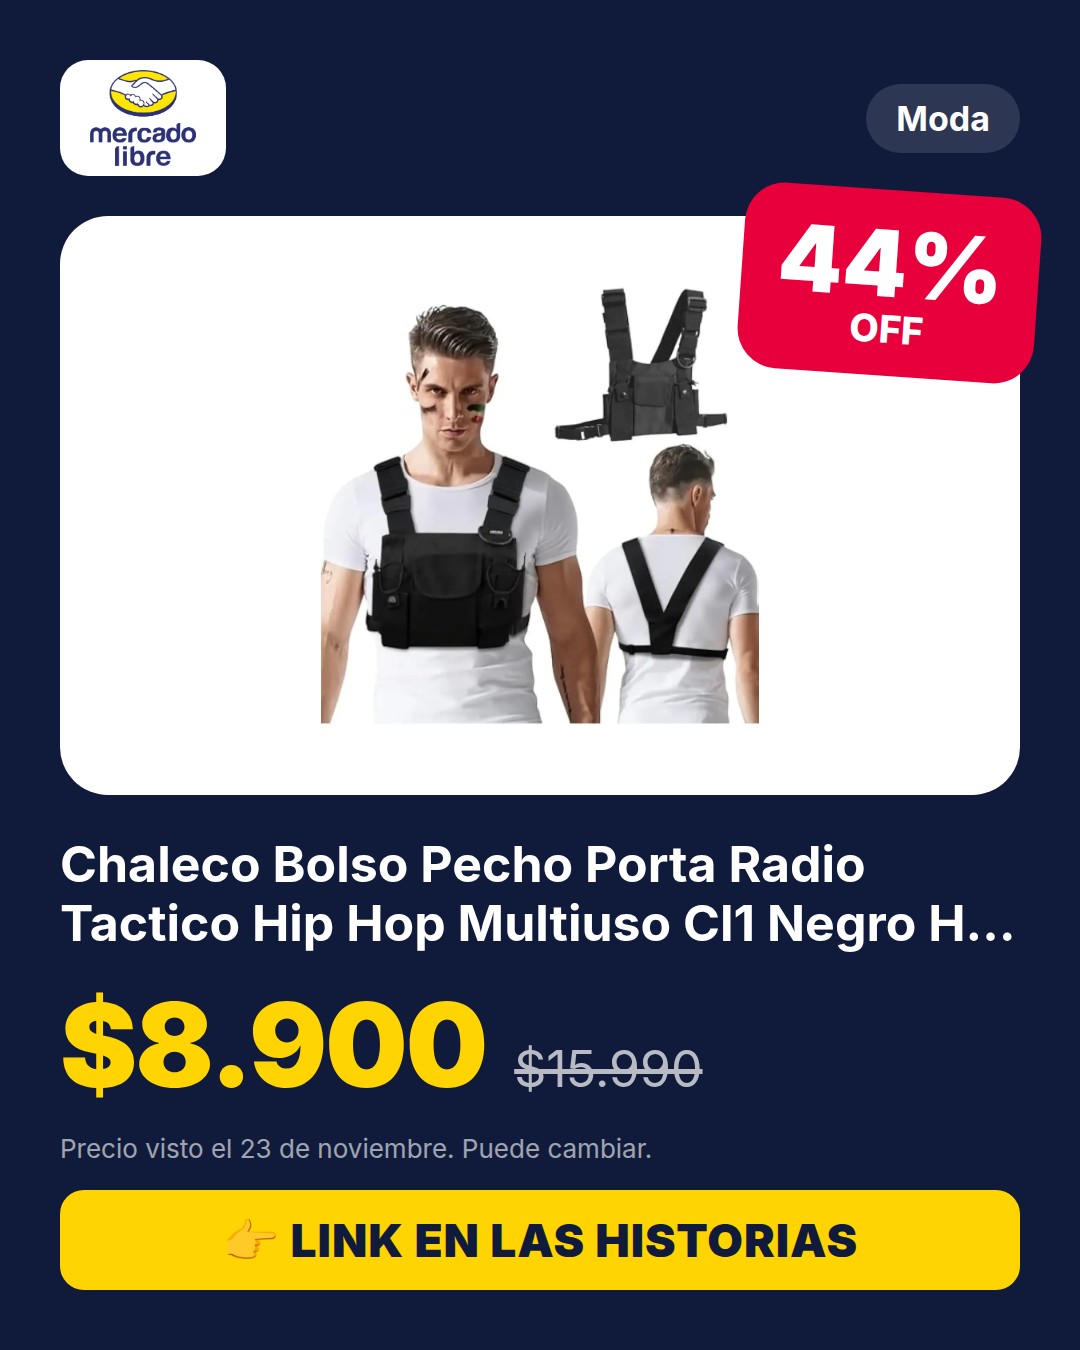 mercado
libre
Moda
44%
OFF
Chaleco Bolso Pecho Porta Radio
Tactico Hip Hop Multiuso Cl1 Negro H...
$8.900 $15.990
Precio visto el 23 de noviembre. Puede cambiar.
👉 LINK EN LAS HISTORIAS